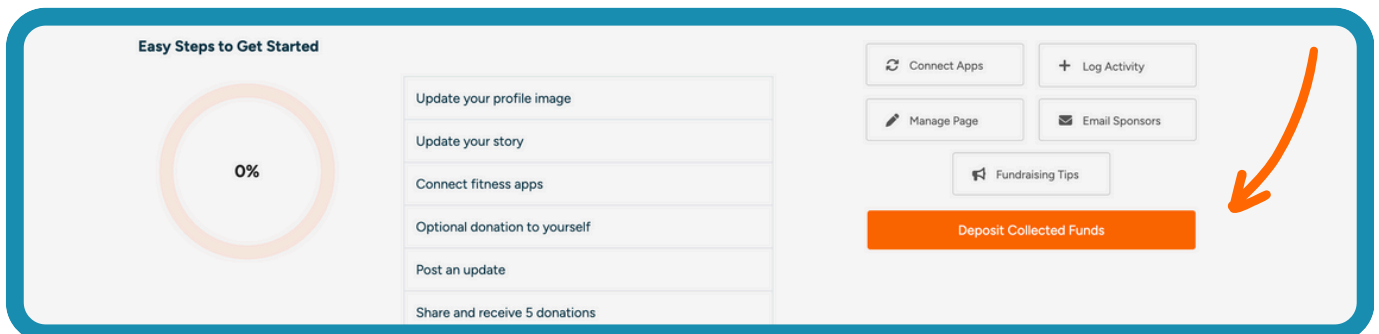 Easy Steps to Get Started
0%
Update your profile image
Update your story
Connect fitness apps
Optional donation to yourself
Post an update
Share and receive 5 donations
Connect Apps
Log Activity
Manage Page
Email Sponsors
Fundraising Tips
Deposit Collected Funds